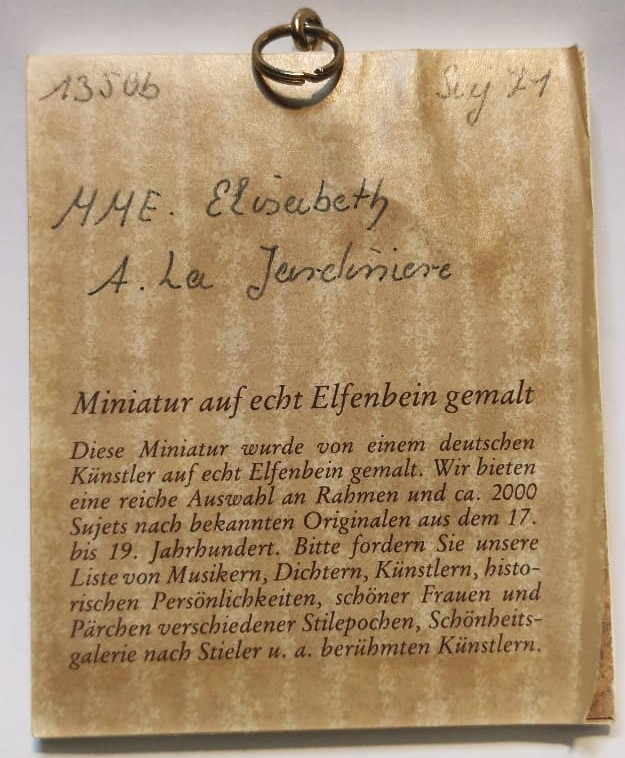 1350b
Suj 71
MME. Elisabeth
A. La Jardiniere
Miniatur auf echt Elfenbein gemalt
Diese Miniatur wurde von einem deutschen
Künstler auf echt Elfenbein gemalt. Wir bieten
eine reiche Auswahl an Rahmen und ca. 2000
Sujets nach bekannten Originalen aus dem 17.
bis 19. Jahrhundert. Bitte fordern Sie unsere
Liste von Musikern, Dichtern, Künstlern, histo-
rischen Persönlichkeiten, schöner Frauen und
Pärchen verschiedener Stilepochen, Schönheits-
galerie nach Stieler u. a. berühmten Künstlern.